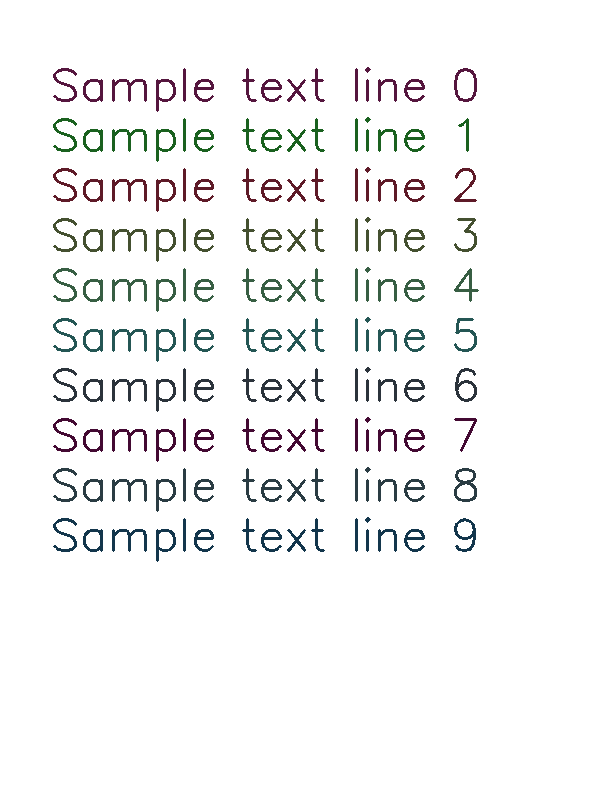 Sample text line 0
Sample text line 1
Sample text line 2
Sample text line 3
Sample text line 4
Sample text line 5
Sample text line 6
Sample text line 7
Sample text line 8
Sample text line 9